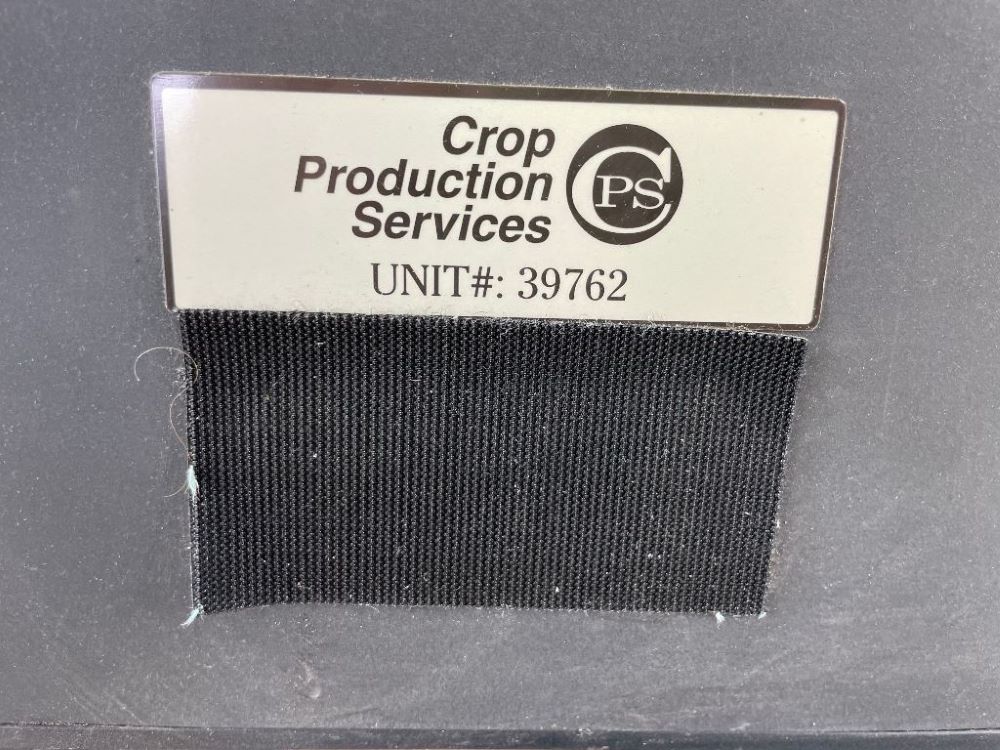 Crop
Production
Services
CPS
UNIT#: 39762